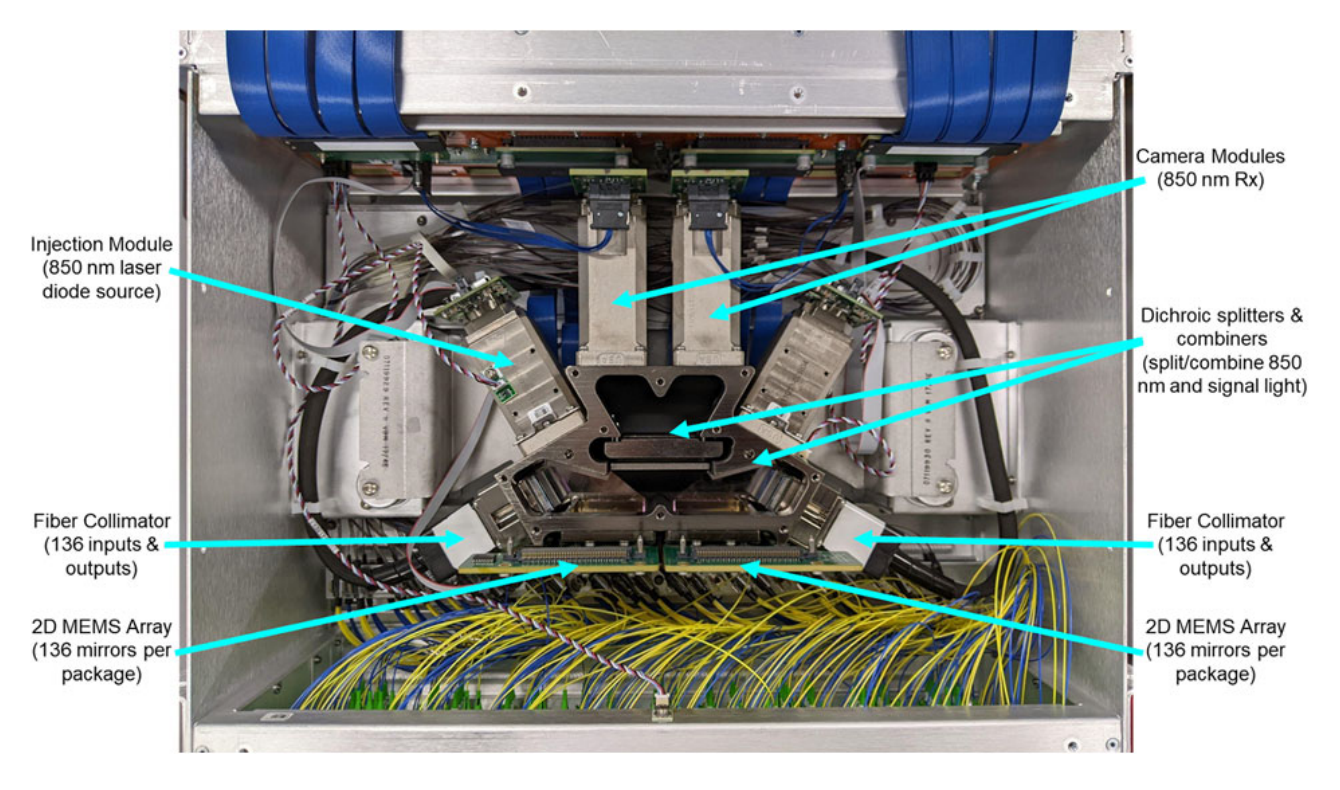 Camera Modules
(850 nm Rx)
Injection Module
(850 nm laser
diode source)
Dichroic splitters &
combiners
(split/combine 850
nm and signal light)
Fiber Collimator
(136 inputs &
outputs)
Fiber Collimator
(136 inputs &
outputs)
2D MEMS Array
(136 mirrors per
package)
2D MEMS Array
(136 mirrors per
package)